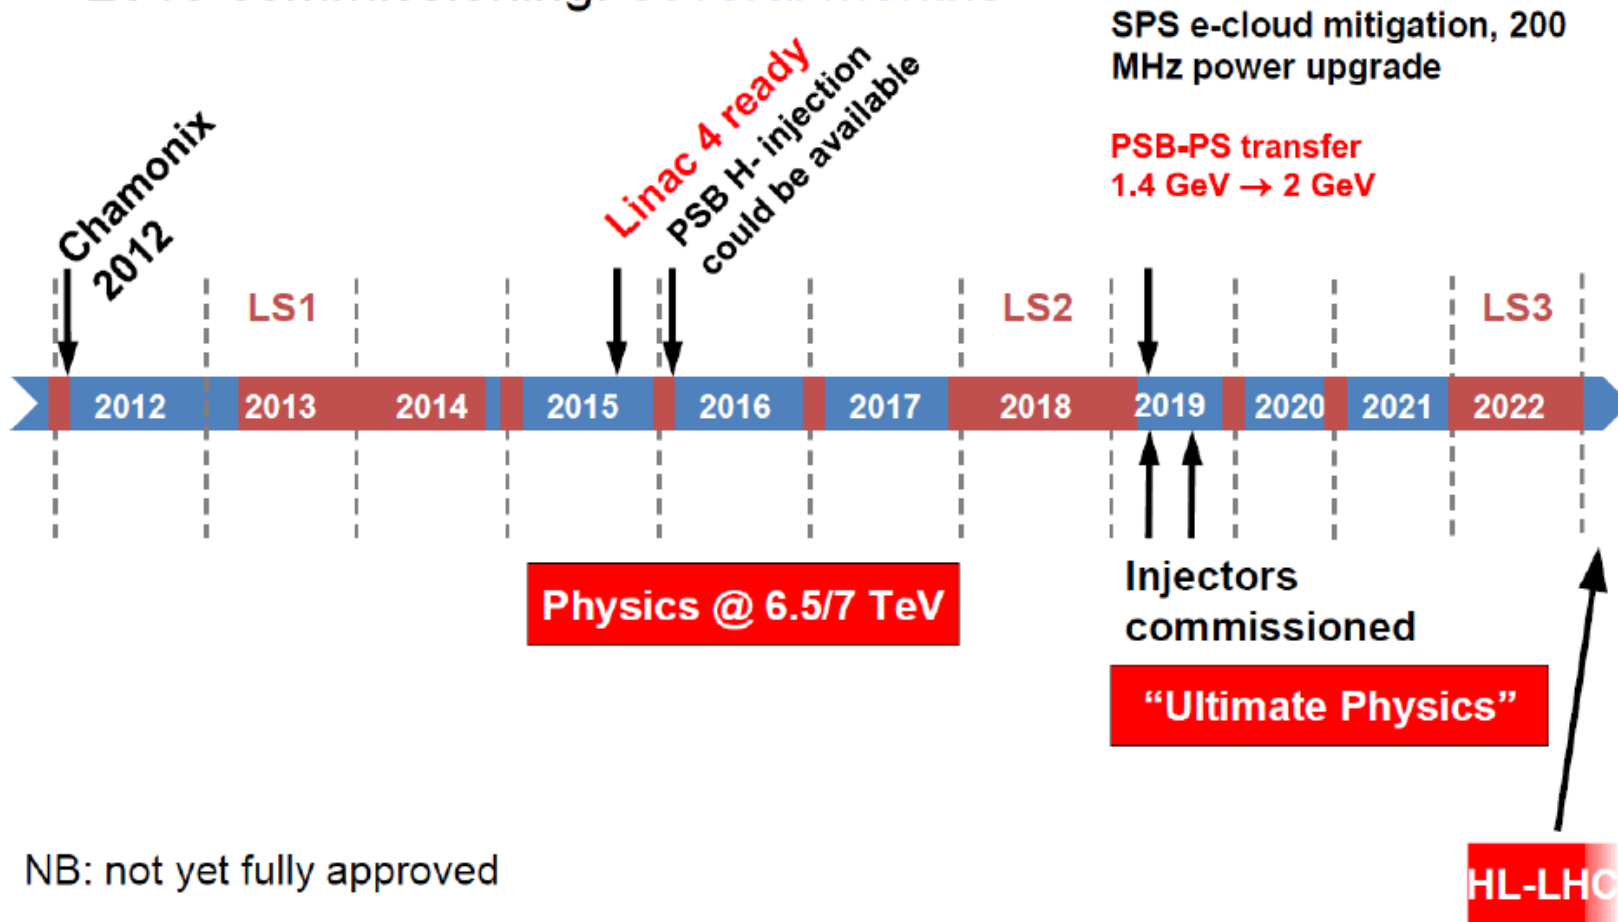 SPS e-cloud mitigation, 200
MHz power upgrade
PSB-PS transfer
1.4 GeV → 2 GeV
Chamonix
2012
Linac 4 ready
PSB H- injection
could be available
LS1
LS2
LS3
2012
2013
2014
2015
2016
2017
2018
2019
2020
2021
2022
Physics @ 6.5/7 TeV
Injectors
commissioned
“Ultimate Physics”
NB: not yet fully approved
HL-LHC